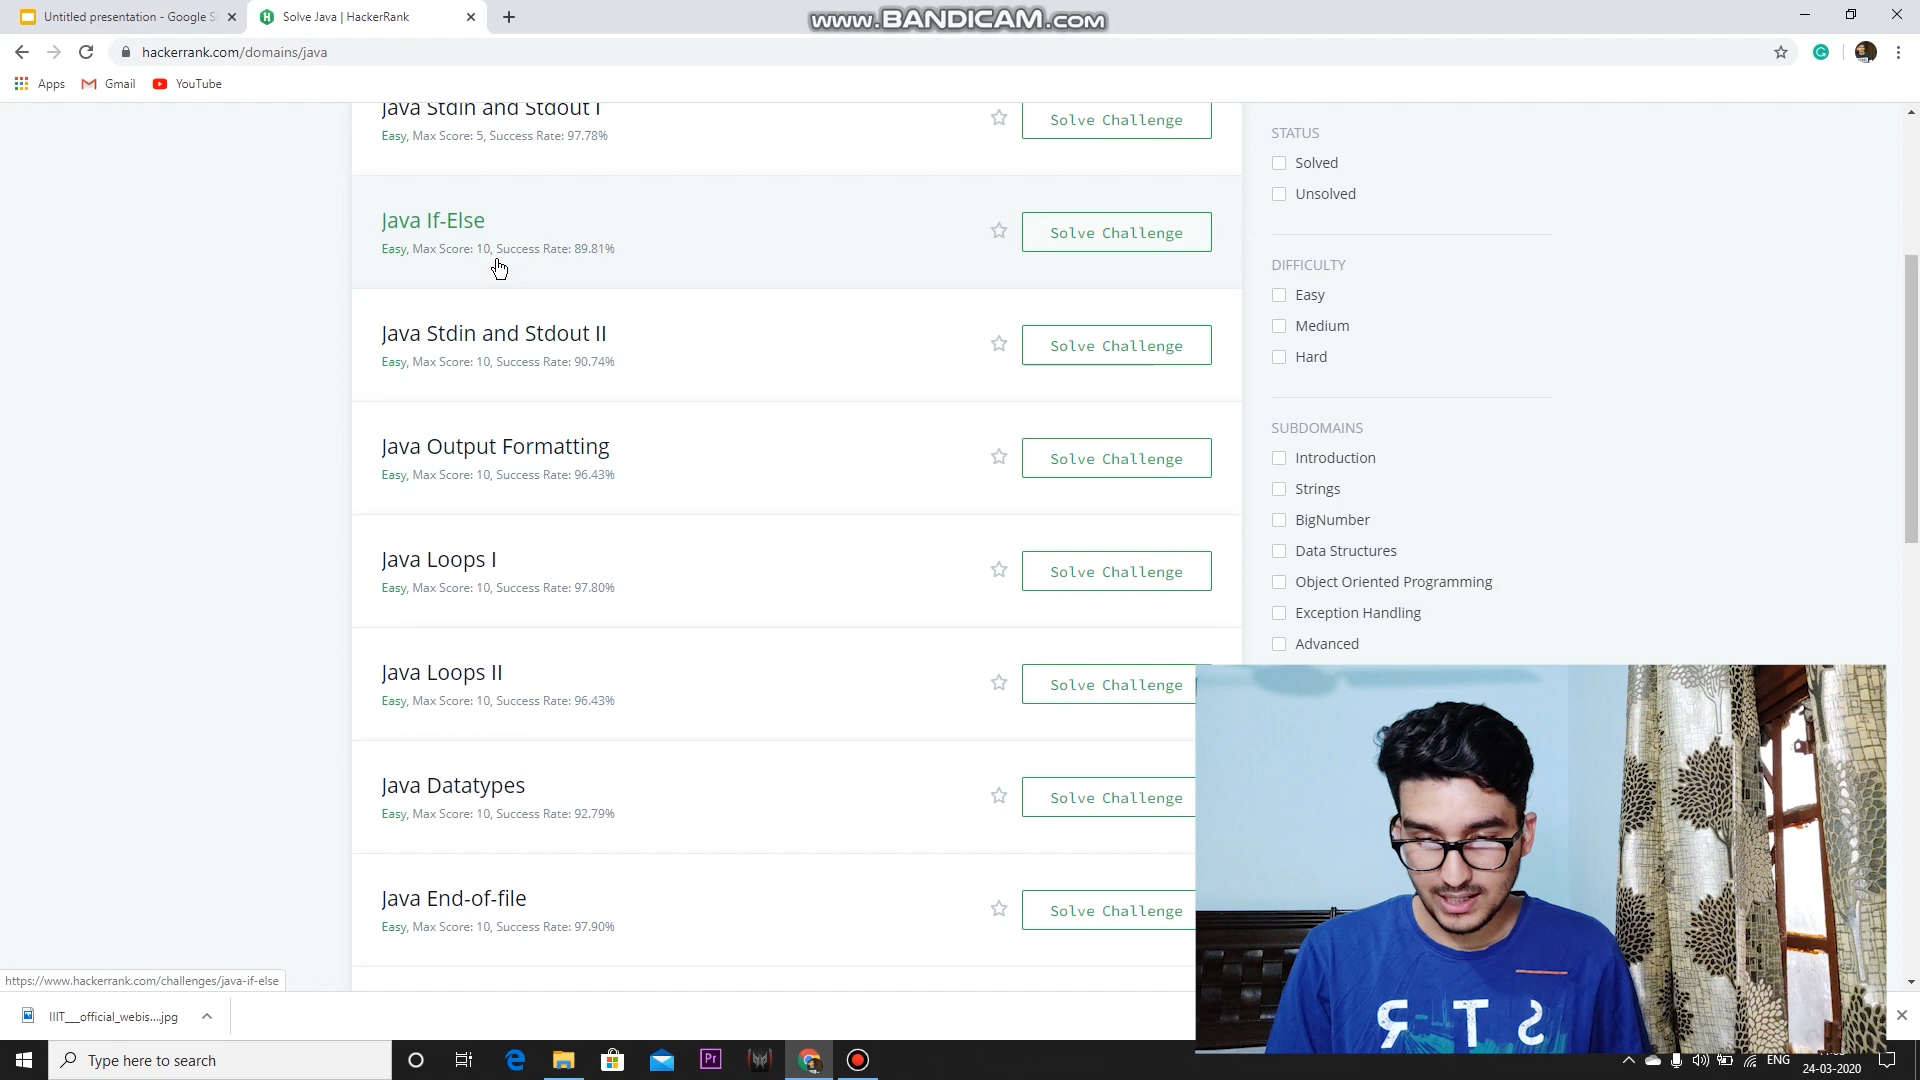 Untitled presentation - Google Sl
Solve Java | HackerRank
www.BANDICAM.com
hackerrank.com/domains/java
Apps
Gmail
YouTube
Java Stdin and Stdout I
Easy, Max Score: 5, Success Rate: 97.78%
Solve Challenge
Java If-Else
Easy, Max Score: 10, Success Rate: 89.81%
Solve Challenge
Java Stdin and Stdout II
Easy, Max Score: 10, Success Rate: 90.74%
Solve Challenge
Java Output Formatting
Easy, Max Score: 10, Success Rate: 96.43%
Solve Challenge
Java Loops I
Easy, Max Score: 10, Success Rate: 97.80%
Solve Challenge
Java Loops II
Easy, Max Score: 10, Success Rate: 96.43%
Solve Challenge
Java Datatypes
Easy, Max Score: 10, Success Rate: 92.79%
Solve Challenge
Java End-of-file
Easy, Max Score: 10, Success Rate: 97.90%
Solve Challenge
STATUS
Solved
Unsolved
DIFFICULTY
Easy
Medium
Hard
SUBDOMAINS
Introduction
Strings
BigNumber
Data Structures
Object Oriented Programming
Exception Handling
Advanced
https://www.hackerrank.com/challenges/java-if-else
IIIT___official_webis....jpg
Type here to search
Pr
ENG
24-03-2020